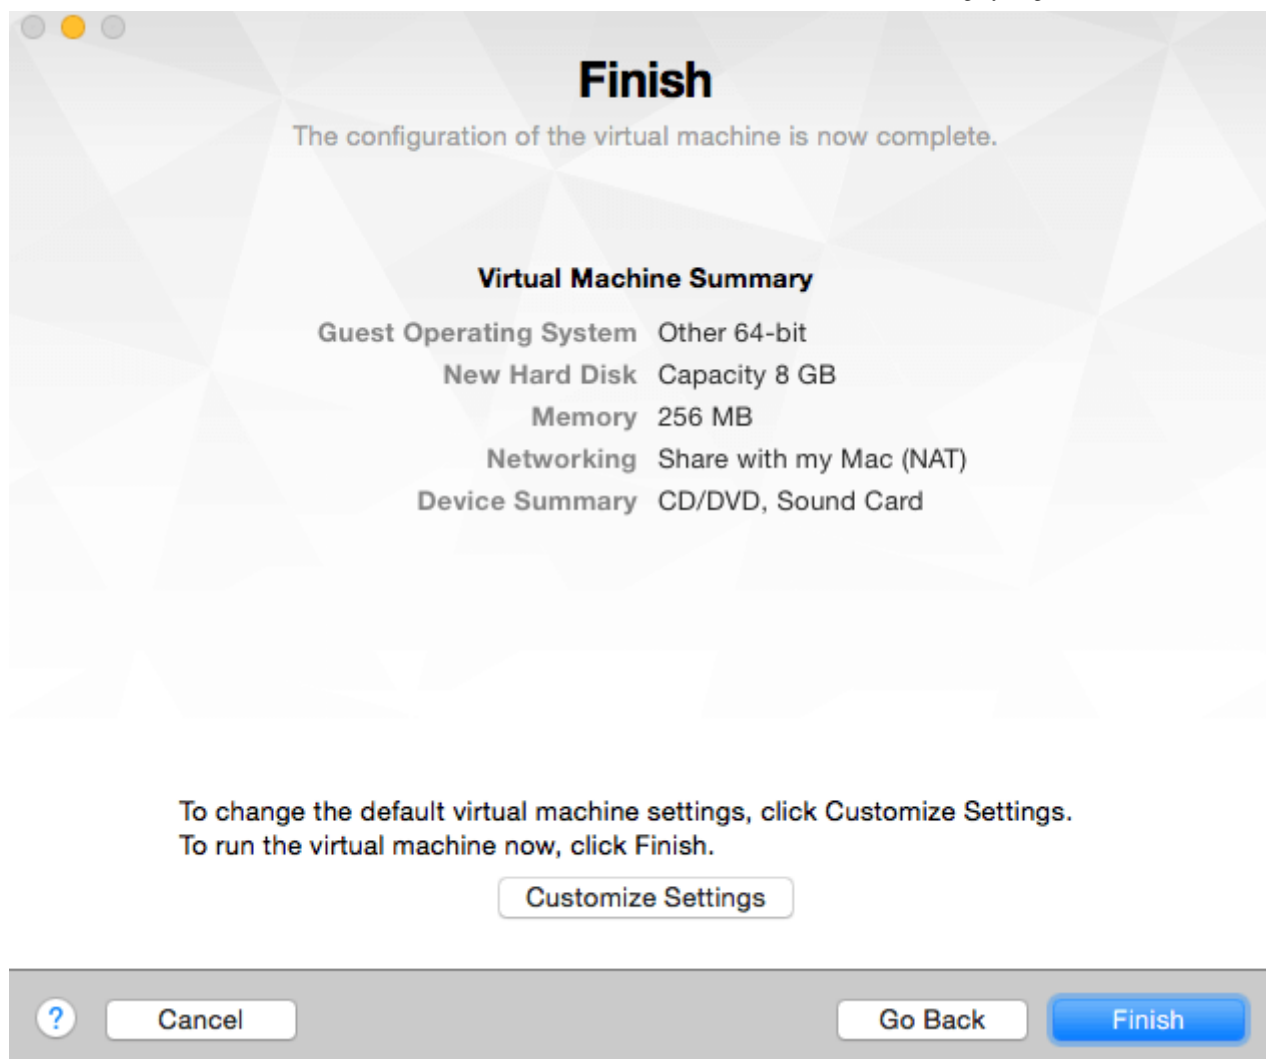 Finish
The configuration of the virtual machine is now complete.
Virtual Machine Summary
Guest Operating System Other 64-bit
New Hard Disk Capacity 8 GB
Memory 256 MB
Networking Share with my Mac (NAT)
Device Summary CD/DVD, Sound Card
To change the default virtual machine settings, click Customize Settings.
To run the virtual machine now, click Finish.
Customize Settings
? Cancel Go Back Finish